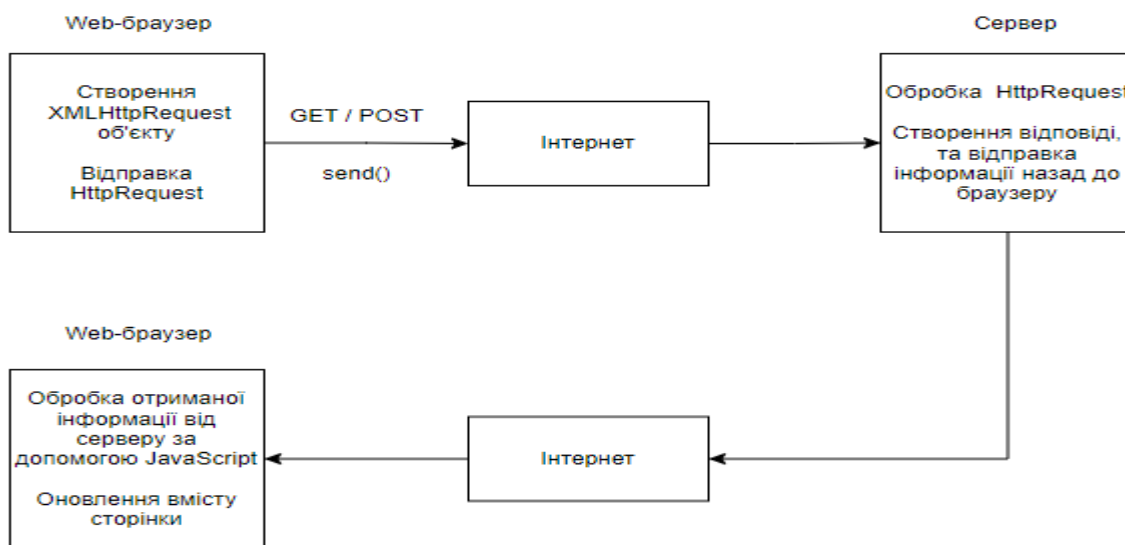 Web-браузер
Сервер
Створення
XMLHttpRequest
об'єкту
Відправка
HttpRequest
GET / POST
send()
Інтернет
Обробка HttpRequest
Створення відповіді,
та відправка
інформації назад до
браузеру
Web-браузер
Обробка отриманої
інформації від
серверу за
допомогою JavaScript
Оновлення вмісту
сторінки
Інтернет